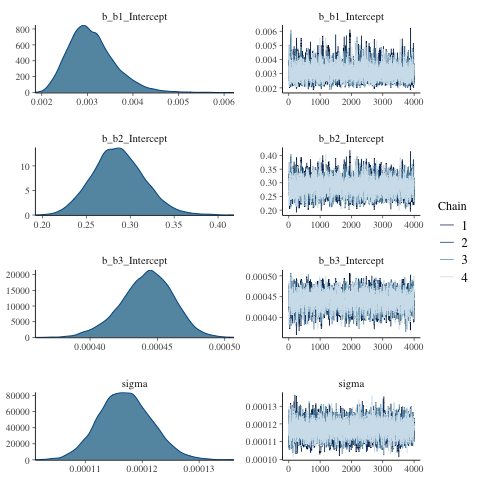 b_b1_Intercept
800
600
400
200
0
0.002 0.003 0.004 0.005 0.006
b_b1_Intercept
0.006
0.005
0.004
0.003
0.002
0 1000 2000 3000 4000
b_b2_Intercept
10
5
0
0.20 0.25 0.30 0.35 0.40
b_b2_Intercept
0.40
0.35
0.30
0.25
0.20
0 1000 2000 3000 4000
b_b3_Intercept
20000
15000
10000
5000
0
0.00040 0.00045 0.00050
b_b3_Intercept
0.00050
0.00045
0.00040
0 1000 2000 3000 4000
sigma
80000
60000
40000
20000
0
0.00011 0.00012 0.00013
sigma
0.00013
0.00012
0.00011
0.00010
0 1000 2000 3000 4000
Chain
1
2
3
4